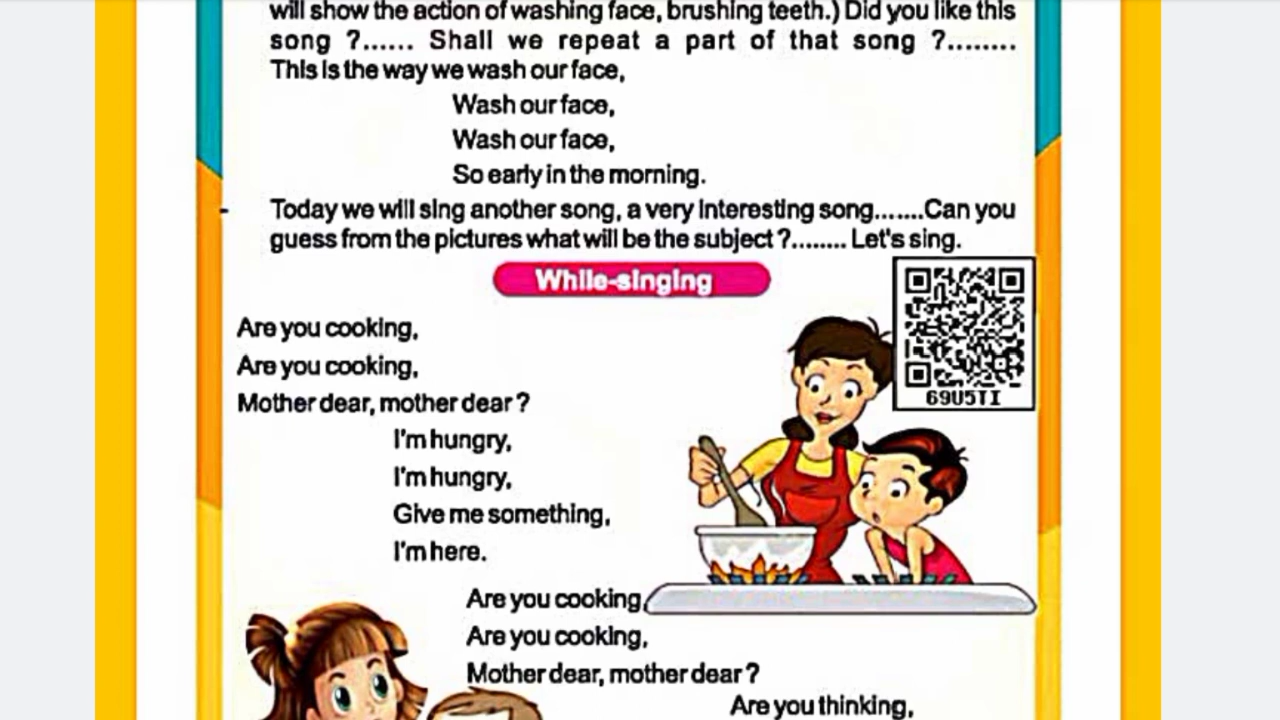 will show the action of washing face, brushing teeth.) Did you like this
song ?...... Shall we repeat a part of that song ?........
This is the way we wash our face,
Wash our face,
Wash our face,
So early in the morning.
- Today we will sing another song, a very interesting song.......Can you
guess from the pictures what will be the subject ?........ Let's sing.
While-singing
69U5TI
Are you cooking,
Are you cooking,
Mother dear, mother dear ?
I'm hungry,
I'm hungry,
Give me something,
I'm here.
Are you cooking,
Are you cooking,
Mother dear, mother dear ?
Are you thinking,